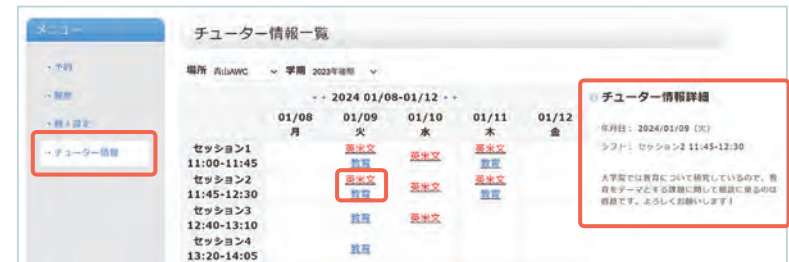 メニュー
チューター情報一覧
・予約
・履歴
・個人設定
・チューター情報
場所 青山AWC 学期 2023年後期
- - 2024 01/08-01/12 - -
01/08 01/09 01/10 01/11 01/12
月 火 水 木 金
セッション1 英米文 英米文 英米文
11:00-11:45 教育 教育
セッション2 英米文 英米文 英米文
11:45-12:30 教育 教育
セッション3 教育 英米文
12:40-13:10
セッション4 教育
13:20-14:05
チューター情報詳細
年月日: 2024/01/09 (火)
シフト: セッション2 11:45-12:30
大学院では教育について研究しているので、教
育をテーマとする課題に関して相談に乗るのは
得意です。よろしくお願いします!